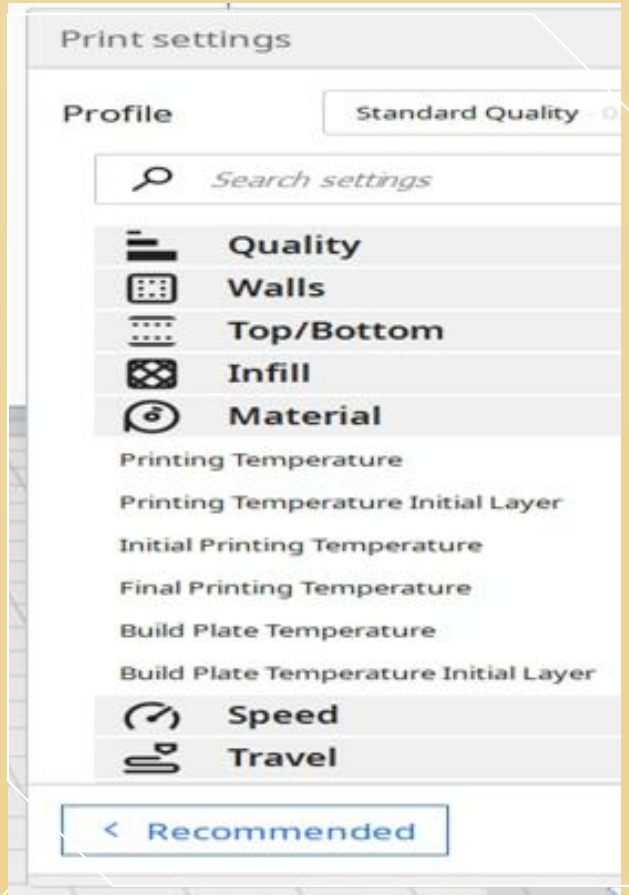 Print settings
Profile
Standard Quality
Search settings
Quality
Walls
Top/Bottom
Infill
Material
Printing Temperature
Printing Temperature Initial Layer
Initial Printing Temperature
Final Printing Temperature
Build Plate Temperature
Build Plate Temperature Initial Layer
Speed
Travel
< Recommended